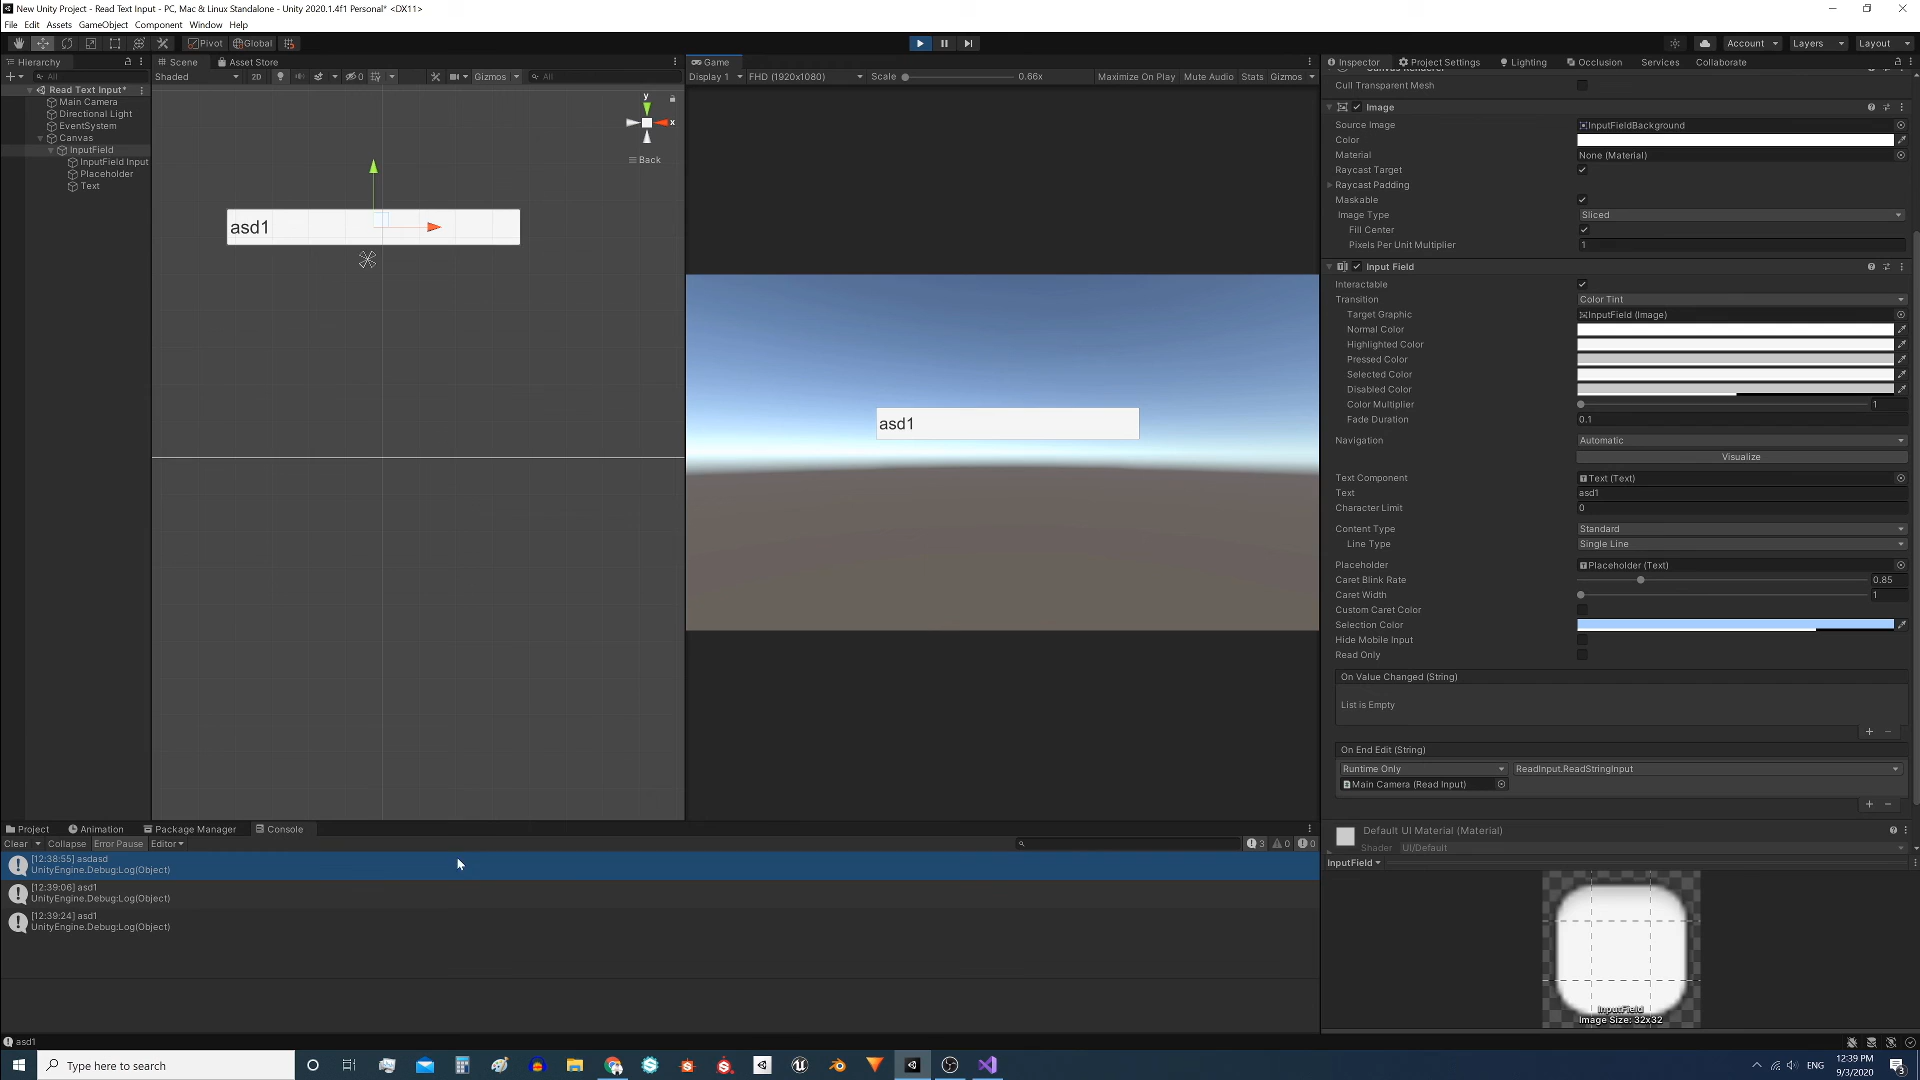 New Unity Project - Read Text Input - PC, Mac & Linux Standalone - Unity 2020.1.4f1 Personal* <DX11>
File Edit Assets GameObject Component Window Help
Pivot Global Account Layers Layout
Hierarchy
All
Read Text Input*
Main Camera
Directional Light
EventSystem
Canvas
InputField
InputField Input
Placeholder
Text
Scene Asset Store
Shaded 2D 0 Gizmos All
y
x
Back
asd1
Game
Display 1 FHD (1920x1080) Scale 0.66x Maximize On Play Mute Audio Stats Gizmos
asd1
Inspector Project Settings Lighting Occlusion Services Collaborate
Cull Transparent Mesh
Image
Source Image InputFieldBackground
Color
Material None (Material)
Raycast Target
Raycast Padding
Maskable
Image Type Sliced
Fill Center
Pixels Per Unit Multiplier 1
Input Field
Interactable
Transition Color Tint
Target Graphic InputField (Image)
Normal Color
Highlighted Color
Pressed Color
Selected Color
Disabled Color
Color Multiplier 1
Fade Duration 0.1
Navigation Automatic
Visualize
Text Component Text (Text)
Text asd1
Character Limit 0
Content Type Standard
Line Type Single Line
Placeholder Placeholder (Text)
Caret Blink Rate 0.85
Caret Width 1
Custom Caret Color
Selection Color
Hide Mobile Input
Read Only
On Value Changed (String)
List is Empty
On End Edit (String)
Runtime Only ReadInput.ReadStringInput
Main Camera (Read Input)
Default UI Material (Material)
Shader UI/Default
InputField
InputField
Image Size: 32x32
Project Animation Package Manager Console
Clear Collapse Error Pause Editor 3 0 0
[12:38:55] asdasd
UnityEngine.Debug:Log(Object)
[12:39:06] asd1
UnityEngine.Debug:Log(Object)
[12:39:24] asd1
UnityEngine.Debug:Log(Object)
asd1
Type here to search
ENG
12:39 PM
9/3/2020
3